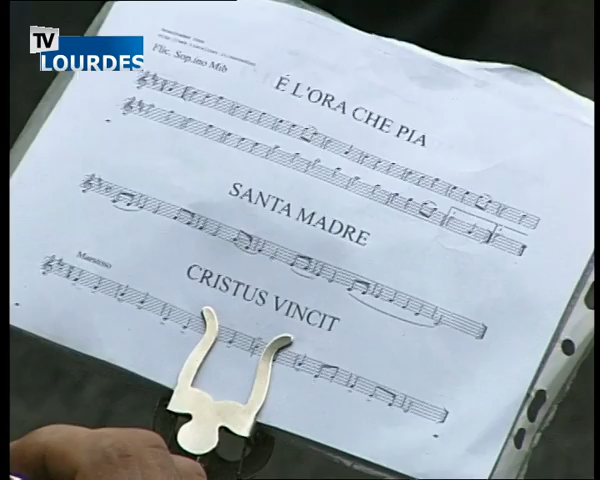 TV
LOURDES
Flic. Sop.ino Mib
É L'ORA CHE PIA
SANTA MADRE
Maestoso
CRISTUS VINCIT